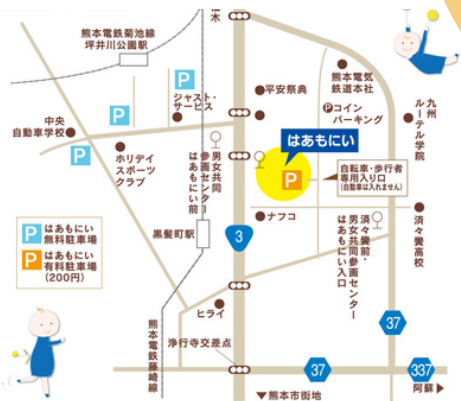 植木
熊本電鉄菊池線
坪井川公園駅
P
ジャスト・
サービス
平安祭典
熊本電気
鉄道本社
P
P コイン
パーキング
九州
ルーテル学院
中央
自動車学校
P
ホリデイ
スポーツ
クラブ
男女共同
参画センター
はあもにい前
はあもにい
P
自転車・歩行者
専用入り口
(自動車は入れません)
P はあもにい
無料駐車場
P はあもにい
有料駐車場
(200円)
黒髪町駅
3
ナフコ
済々黌前・
男女共同参画センター
はあもにい入口
済々黌高校
ヒライ
37
熊本電鉄藤崎線
浄行寺交差点
37
337
▼熊本市街地
阿蘇▶